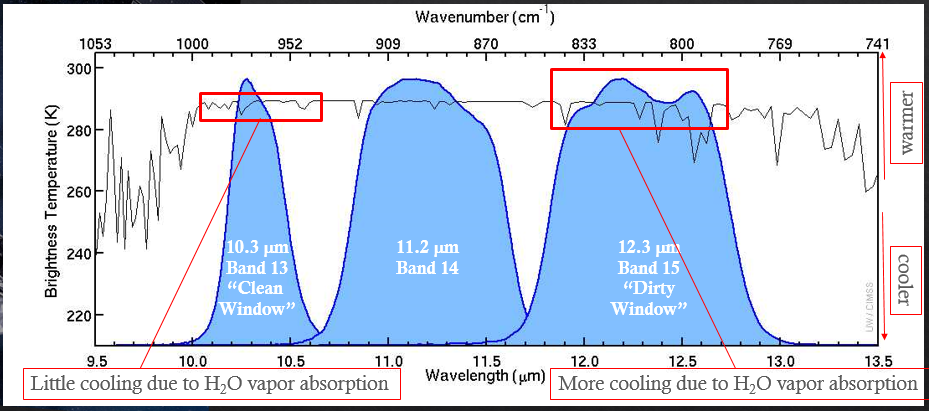 Wavenumber (cm⁻¹)
1053 1000 952 909 870 833 800 769 741
300
280
260
240
220
Brightness Temperature (K)
10.3 μm
Band 13
“Clean
Window”
11.2 μm
Band 14
12.3 μm
Band 15
“Dirty
Window”
warmer
cooler
UW / CIMSS
9.5 10.0 10.5 11.0 11.5 12.0 12.5 13.0 13.5
Wavelength (μm)
Little cooling due to H₂O vapor absorption
More cooling due to H₂O vapor absorption